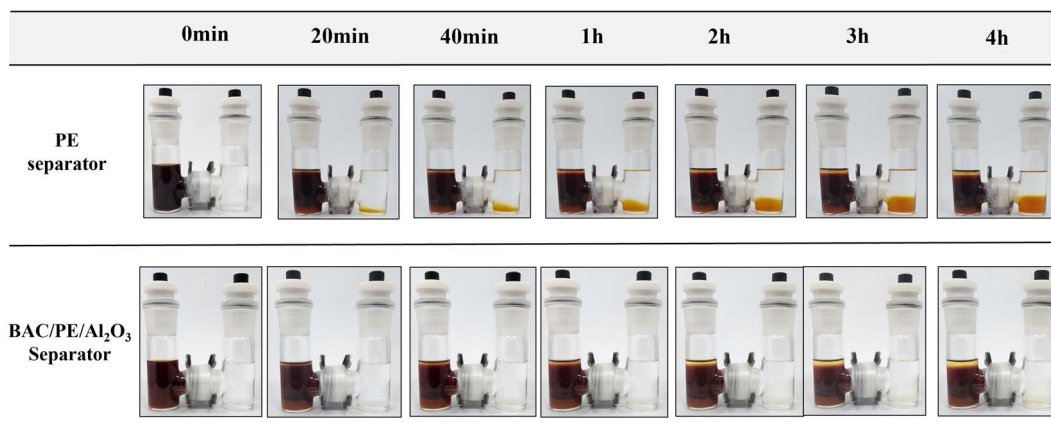 0min 20min 40min 1h 2h 3h 4h
PE
separator
BAC/PE/Al₂O₃
Separator